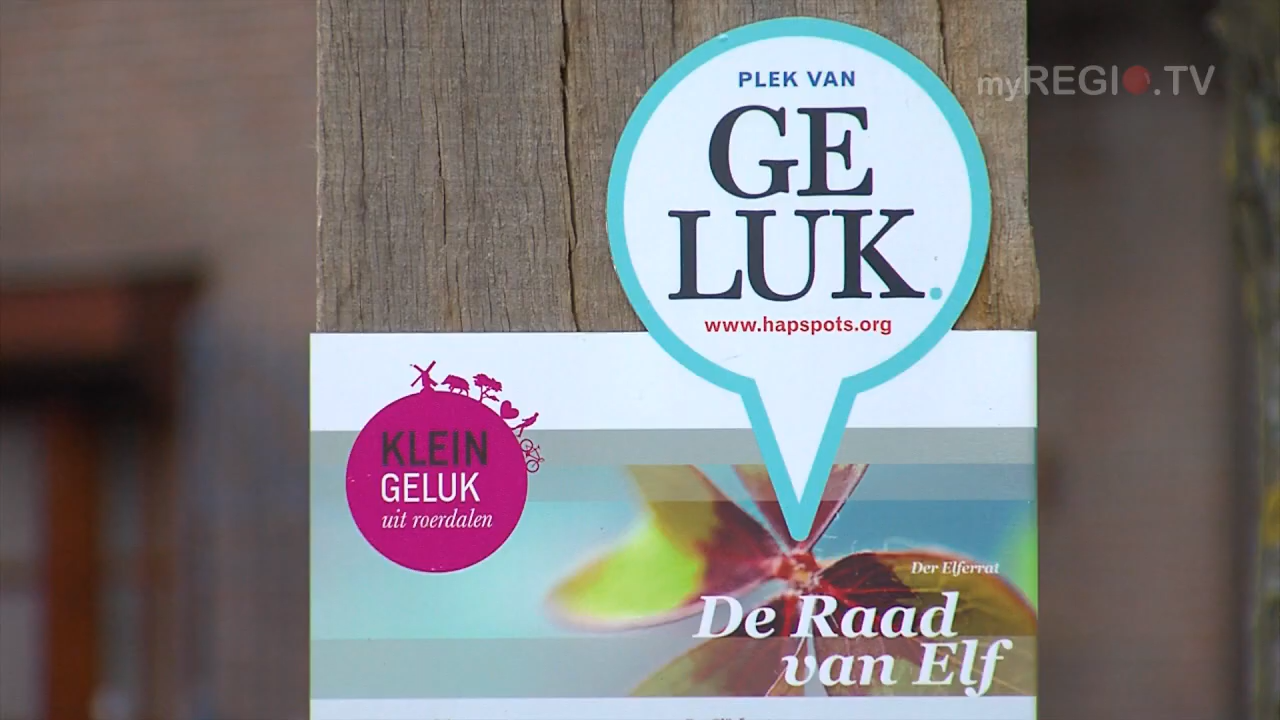 myREGIO.TV
PLEK VAN
GE
LUK.
www.hapspots.org
KLEIN
GELUK
uit roerdalen
Der Elferrat
De Raad
van Elf